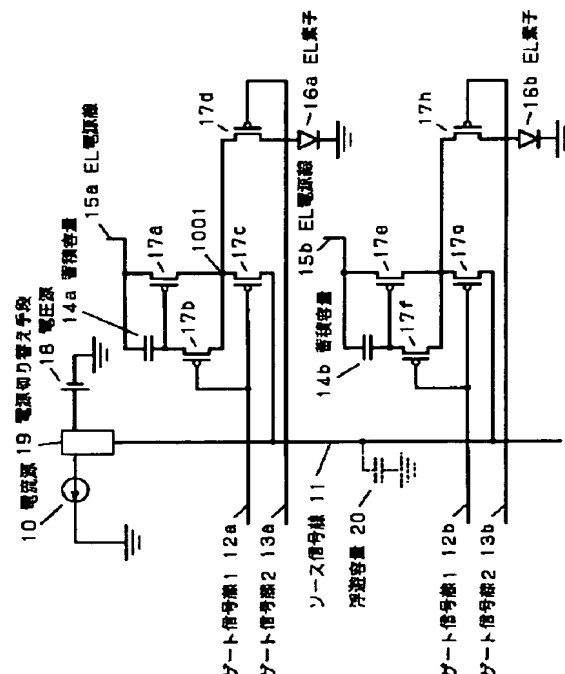 10 電流源
19 電源切り替え手段
18 電圧源
14a 蓄積容量
15a EL電源線
17a
17b
1001
17c
17d
16a EL素子
ソース信号線 11
浮遊容量 20
ゲート信号線1 12a
ゲート信号線2 13a
14b 蓄積容量
15b EL電源線
17e
17f
17g
17h
16b EL素子
ゲート信号線1 12b
ゲート信号線2 13b